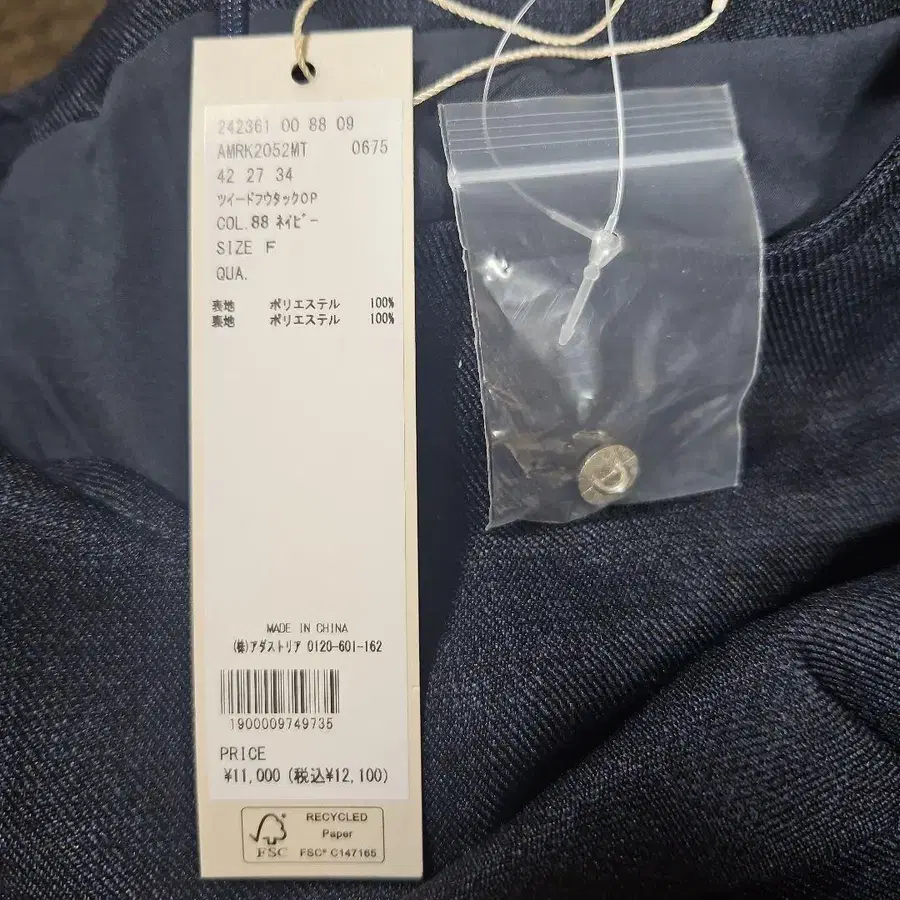 242361 00 88 09
AMRK2052MT 0675
42 27 34
ツイードフウタックOP
COL.88 ネイビー
SIZE F
QUA.
表地 ポリエステル 100%
裏地 ポリエステル 100%
MADE IN CHINA
(株)アダストリア 0120-601-162
1900009749735
PRICE
¥11,000 (税込¥12,100)
RECYCLED
Paper
FSC
FSC® C147165